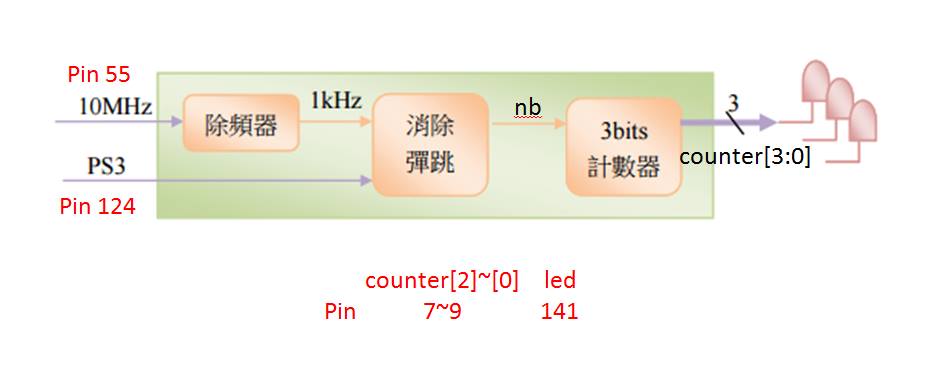 Pin 55
10MHz
除頻器
1kHz
消除
彈跳
nb
3bits
計數器
3
counter[3:0]
PS3
Pin 124
counter[2]~[0] led
Pin 7~9 141